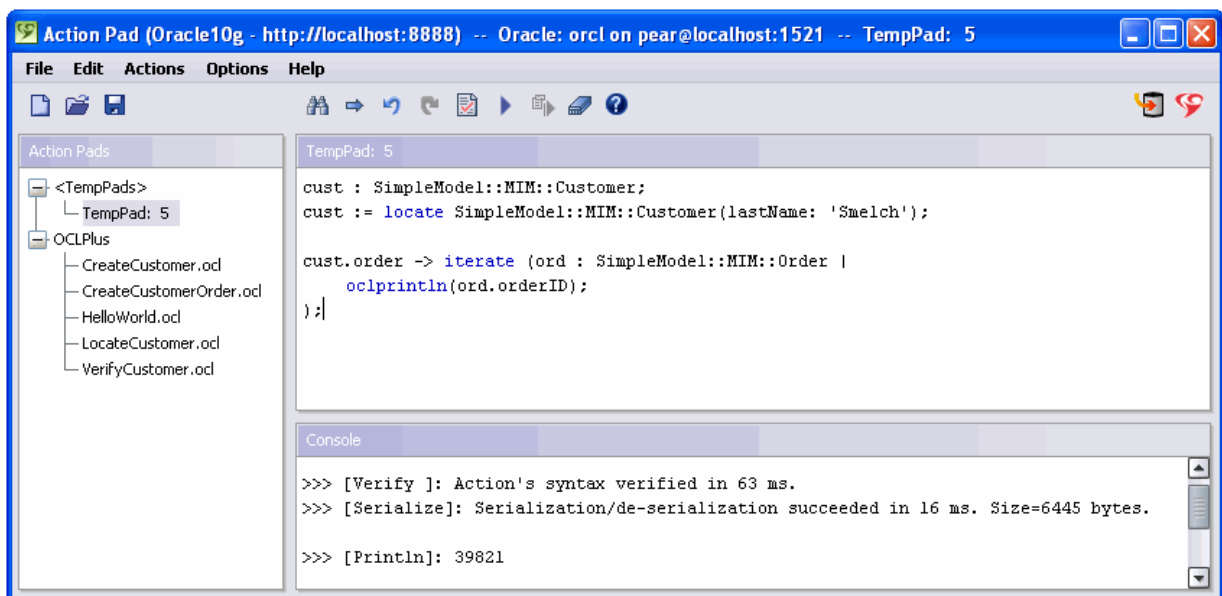 Action Pad (Oracle10g - http://localhost:8888) -- Oracle: orcl on pear@localhost:1521 -- TempPad: 5
File Edit Actions Options Help
Action Pads
<TempPads>
TempPad: 5
OCLPlus
CreateCustomer.ocl
CreateCustomerOrder.ocl
HelloWorld.ocl
LocateCustomer.ocl
VerifyCustomer.ocl
TempPad: 5
cust : SimpleModel::MIM::Customer;
cust := locate SimpleModel::MIM::Customer(lastName: 'Smelch');
cust.order -> iterate (ord : SimpleModel::MIM::Order |
oclprintln(ord.orderID);
);
Console
>>> [Verify ]: Action's syntax verified in 63 ms.
>>> [Serialize]: Serialization/de-serialization succeeded in 16 ms. Size=6445 bytes.
>>> [Println]: 39821